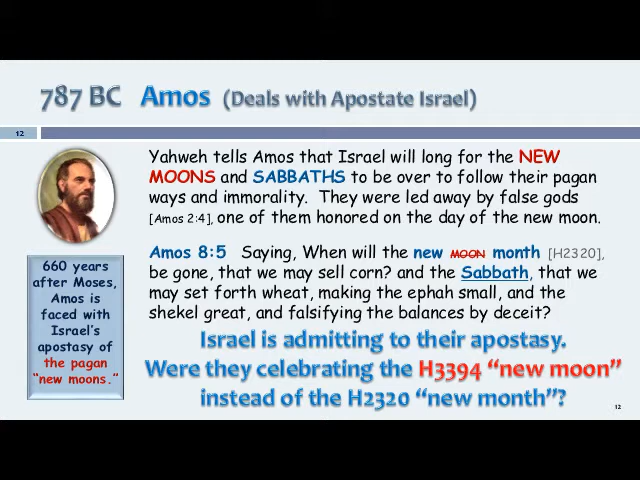 787 BC Amos (Deals with Apostate Israel)
12
Yahweh tells Amos that Israel will long for the NEW
MOONS and SABBATHS to be over to follow their pagan
ways and immorality. They were led away by false gods
[Amos 2:4], one of them honored on the day of the new moon.
660 years
after Moses,
Amos is
faced with
Israel's
apostasy of
the pagan
"new moons."
Amos 8:5 Saying, When will the new moon month [H2320],
be gone, that we may sell corn? and the Sabbath, that we
may set forth wheat, making the ephah small, and the
shekel great, and falsifying the balances by deceit?
Israel is admitting to their apostasy.
Were they celebrating the H3394 "new moon"
instead of the H2320 "new month"?
12